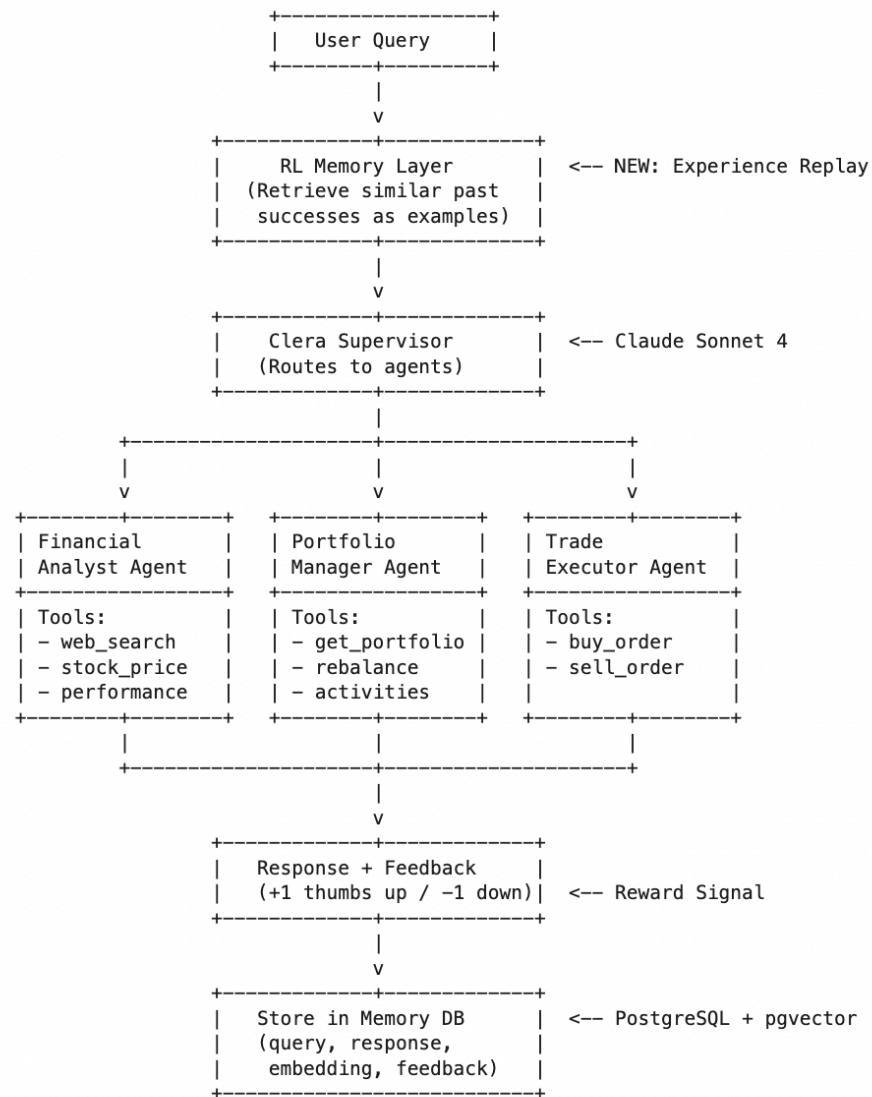 User Query
RL Memory Layer <-- NEW: Experience Replay
(Retrieve similar past
successes as examples)
Clera Supervisor <-- Claude Sonnet 4
(Routes to agents)
Financial Portfolio Trade
Analyst Agent Manager Agent Executor Agent
Tools: Tools: Tools:
- web_search - get_portfolio - buy_order
- stock_price - rebalance - sell_order
- performance - activities
Response + Feedback
(+1 thumbs up / -1 down) <-- Reward Signal
Store in Memory DB <-- PostgreSQL + pgvector
(query, response,
embedding, feedback)